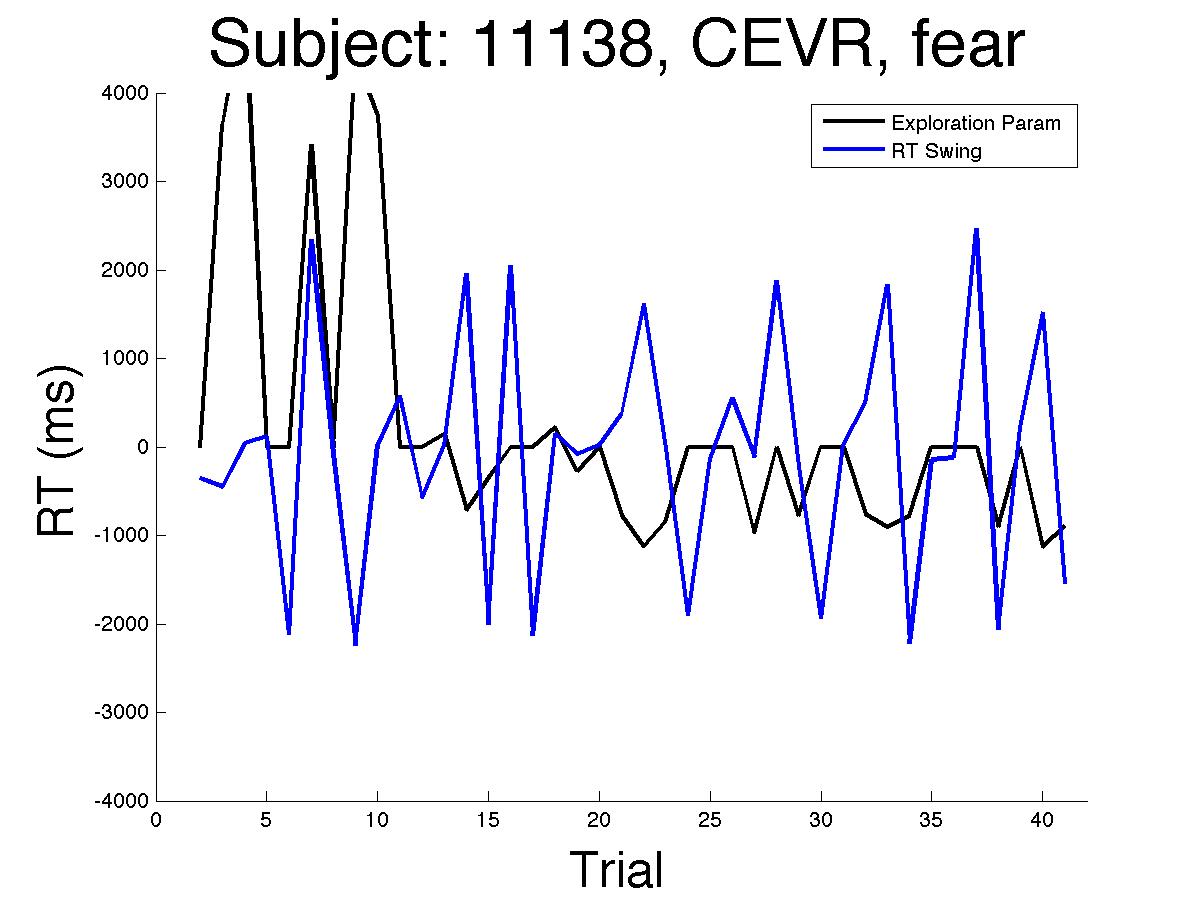 Subject: 11138, CEVR, fear
Exploration Param
RT Swing
4000
3000
2000
1000
0
-1000
-2000
-3000
-4000
RT (ms)
0 5 10 15 20 25 30 35 40
Trial